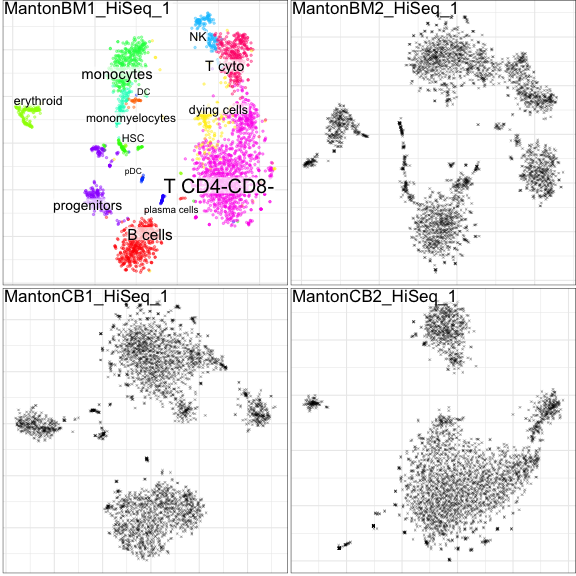 MantonBM1_HiSeq_1
NK
T cyto
monocytes
DC
erythroid
monomyelocytes
dying cells
HSC
pDC
T CD4-CD8-
progenitors
plasma cells
B cells
MantonBM2_HiSeq_1
MantonCB1_HiSeq_1
MantonCB2_HiSeq_1